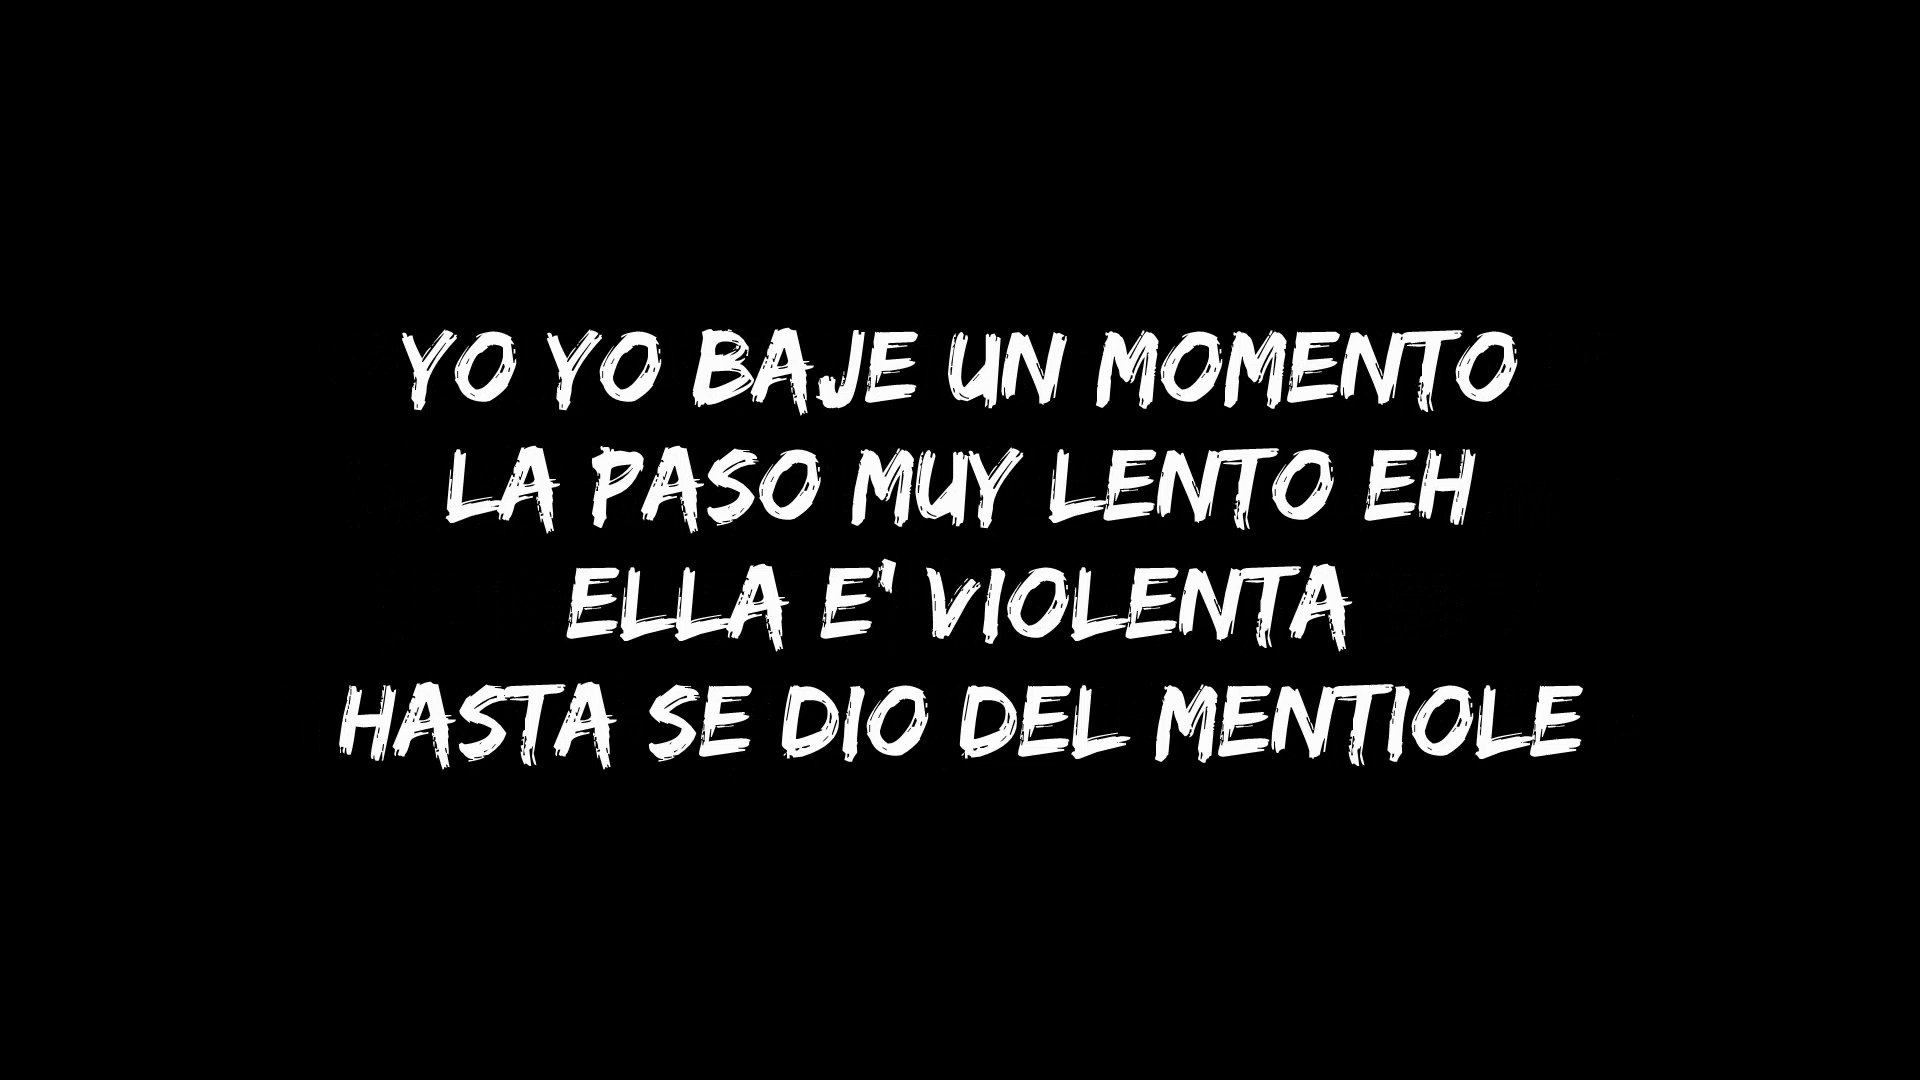 YO YO BAJE UN MOMENTO
LA PASO MUY LENTO EH
ELLA E' VIOLENTA
HASTA SE DIO DEL MENTIOLE